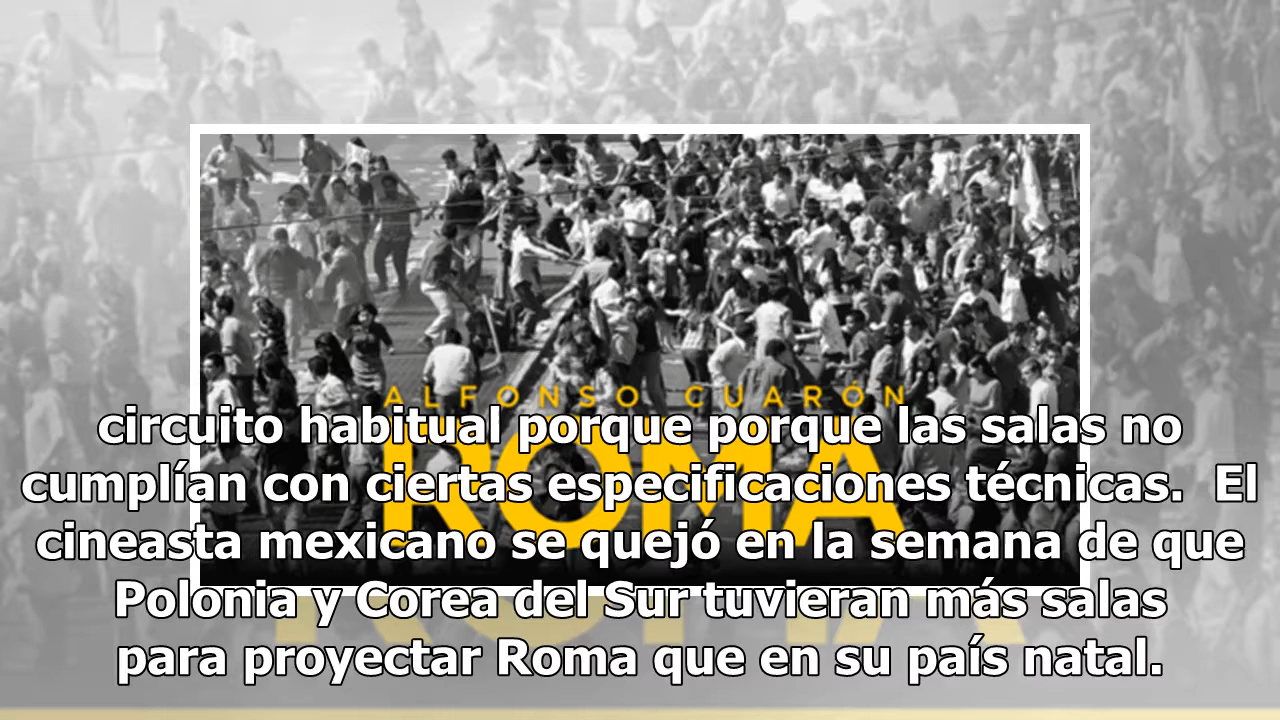 ALFONSO CUARÓN
ROMA
circuito habitual porque porque las salas no
cumplían con ciertas especificaciones técnicas.  El
cineasta mexicano se quejó en la semana de que
Polonia y Corea del Sur tuvieran más salas
para proyectar Roma que en su país natal.